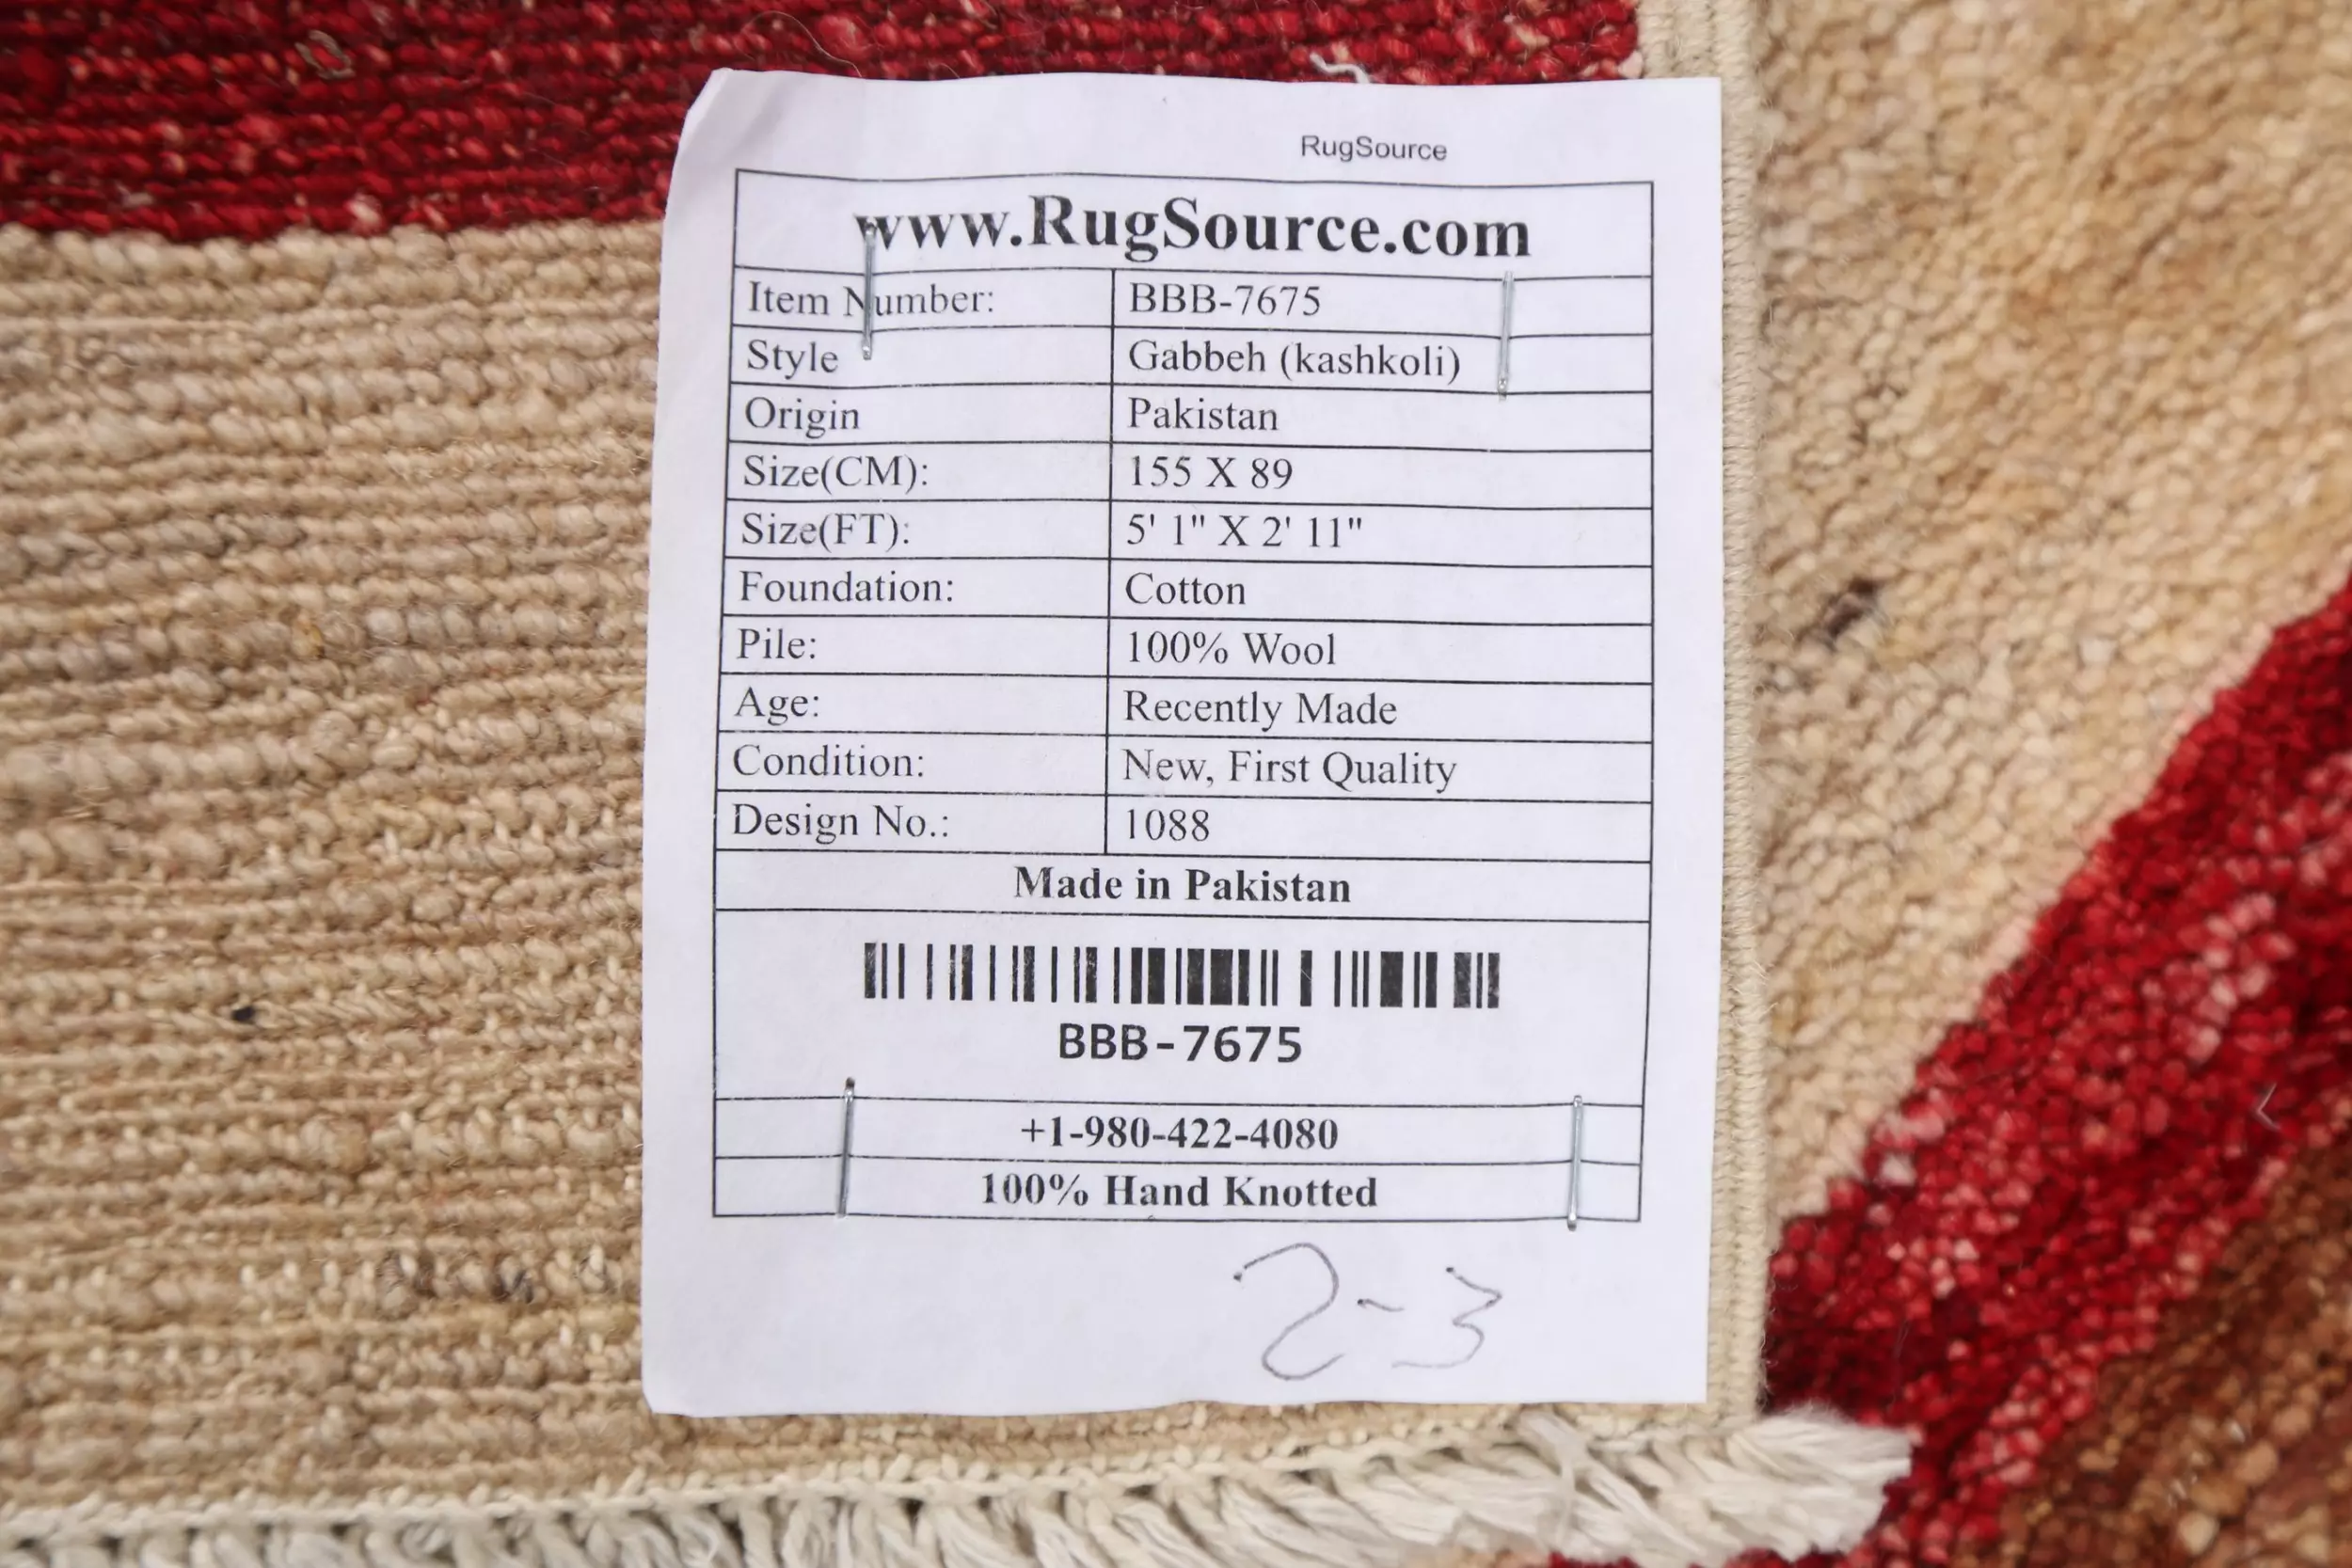 RugSource
www.RugSource.com
Item Number: BBB-7675
Style Gabbeh (kashkoli)
Origin Pakistan
Size(CM): 155 X 89
Size(FT): 5' 1" X 2' 11"
Foundation: Cotton
Pile: 100% Wool
Age: Recently Made
Condition: New, First Quality
Design No.: 1088
Made in Pakistan
BBB-7675
+1-980-422-4080
100% Hand Knotted
2-3